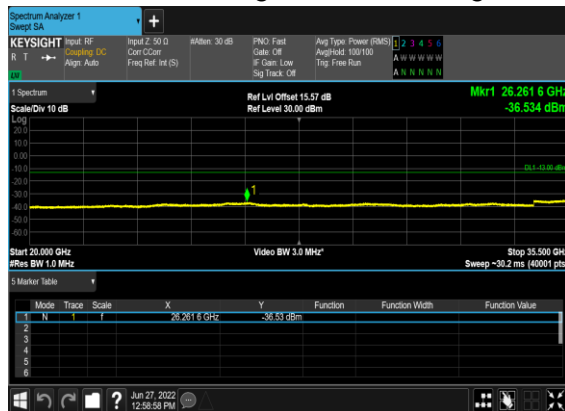 Spectrum Analyzer 1
Swept SA
+
KEYSIGHT Input: RF Input Z: 50 Ω #Atten: 30 dB PNO: Fast Avg Type: Power (RMS) 1 2 3 4 5 6
R T Coupling: DC Corr CCorr Gate: Off Avg|Hold: 100/100 A W W W W W
Align: Auto Freq Ref: Int (S) IF Gain: Low Trig: Free Run
LW Sig Track: Off A N N N N N
1 Spectrum
Ref Lvl Offset 15.57 dB Mkr1 26.261 6 GHz
Scale/Div 10 dB Ref Level 30.00 dBm -36.534 dBm
Log
20.0
10.0
0.00
-10.0 DL1 -13.00 dBm
-20.0
-30.0 1
-40.0
-50.0
-60.0
Start 20.000 GHz Video BW 3.0 MHz* Stop 35.500 GHz
#Res BW 1.0 MHz Sweep ~30.2 ms (40001 pts)
5 Marker Table
Mode Trace Scale X Y Function Function Width Function Value
1 N 1 f 26.261 6 GHz -36.53 dBm
2
3
4
5
6
? Jun 27, 2022
12:58:58 PM